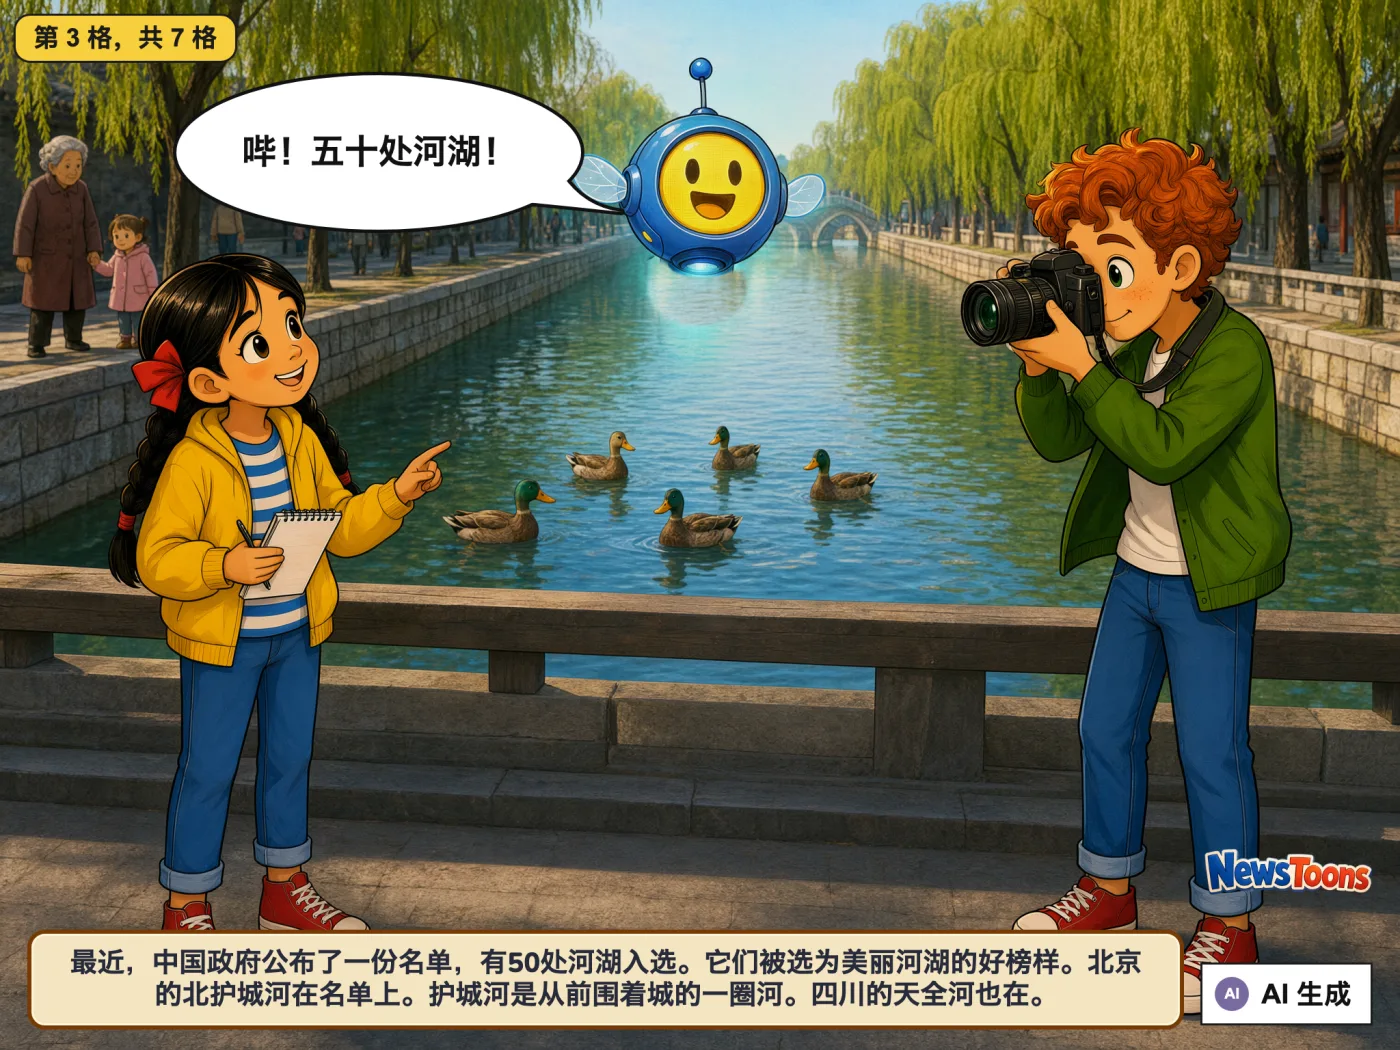 第 3 格，共 7 格
哔！五十处河湖！
最近，中国政府公布了一份名单，有50处河湖入选。它们被选为美丽河湖的好榜样。北京
的北护城河在名单上。护城河是从前围着城的一圈河。四川的天全河也在。
NewsToons
AI AI 生成